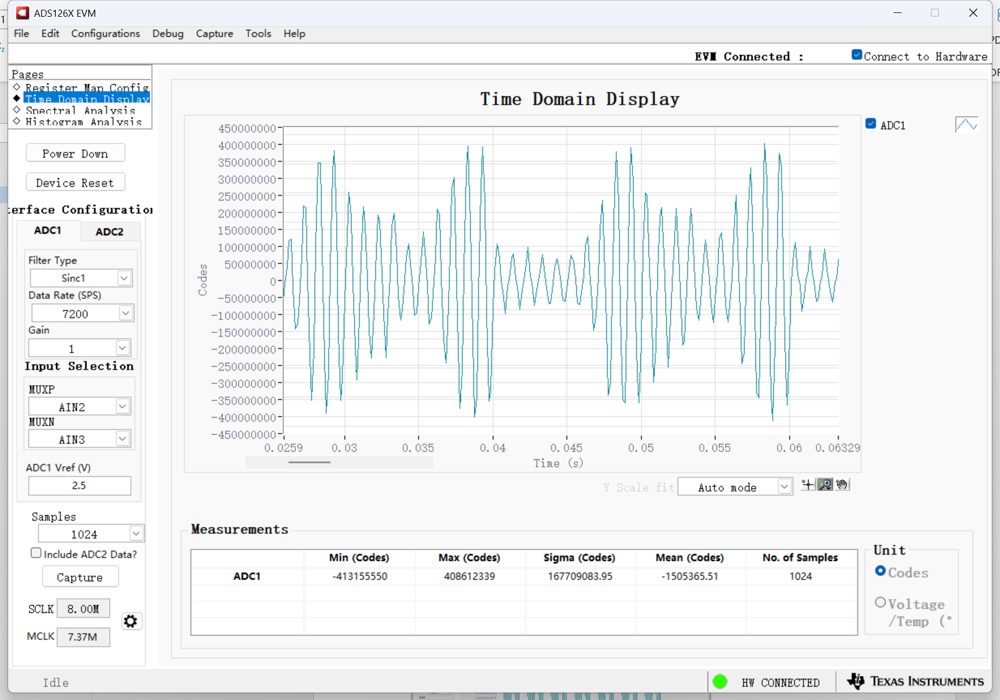 ADS126X EVM
File Edit Configurations Debug Capture Tools Help
EVM Connected : Connect to Hardware
Pages
Register Map Config
Time Domain Display
Spectral Analysis
Histogram Analysis
Power Down
Device Reset
terface Configuration
ADC1 ADC2
Filter Type
Sinc1
Data Rate (SPS)
7200
Gain
1
Input Selection
MUXP
AIN2
MUXN
AIN3
ADC1 Vref (V)
2.5
Samples
1024
Include ADC2 Data?
Capture
SCLK 8.00M
MCLK 7.37M
Time Domain Display
ADC1
Codes
450000000
400000000
350000000
300000000
250000000
200000000
150000000
100000000
50000000
0
-50000000
-100000000
-150000000
-200000000
-250000000
-300000000
-350000000
-400000000
-450000000
0.0259 0.03 0.035 0.04 0.045 0.05 0.055 0.06 0.06329
Time (s)
Y Scale fit Auto mode
Measurements
Min (Codes) Max (Codes) Sigma (Codes) Mean (Codes) No. of Samples
ADC1 -413155550 408612339 167709083.95 -1505365.51 1024
Unit
Codes
Voltage
/Temp (°
Idle
HW CONNECTED
TEXAS INSTRUMENTS
Gain
-150000000